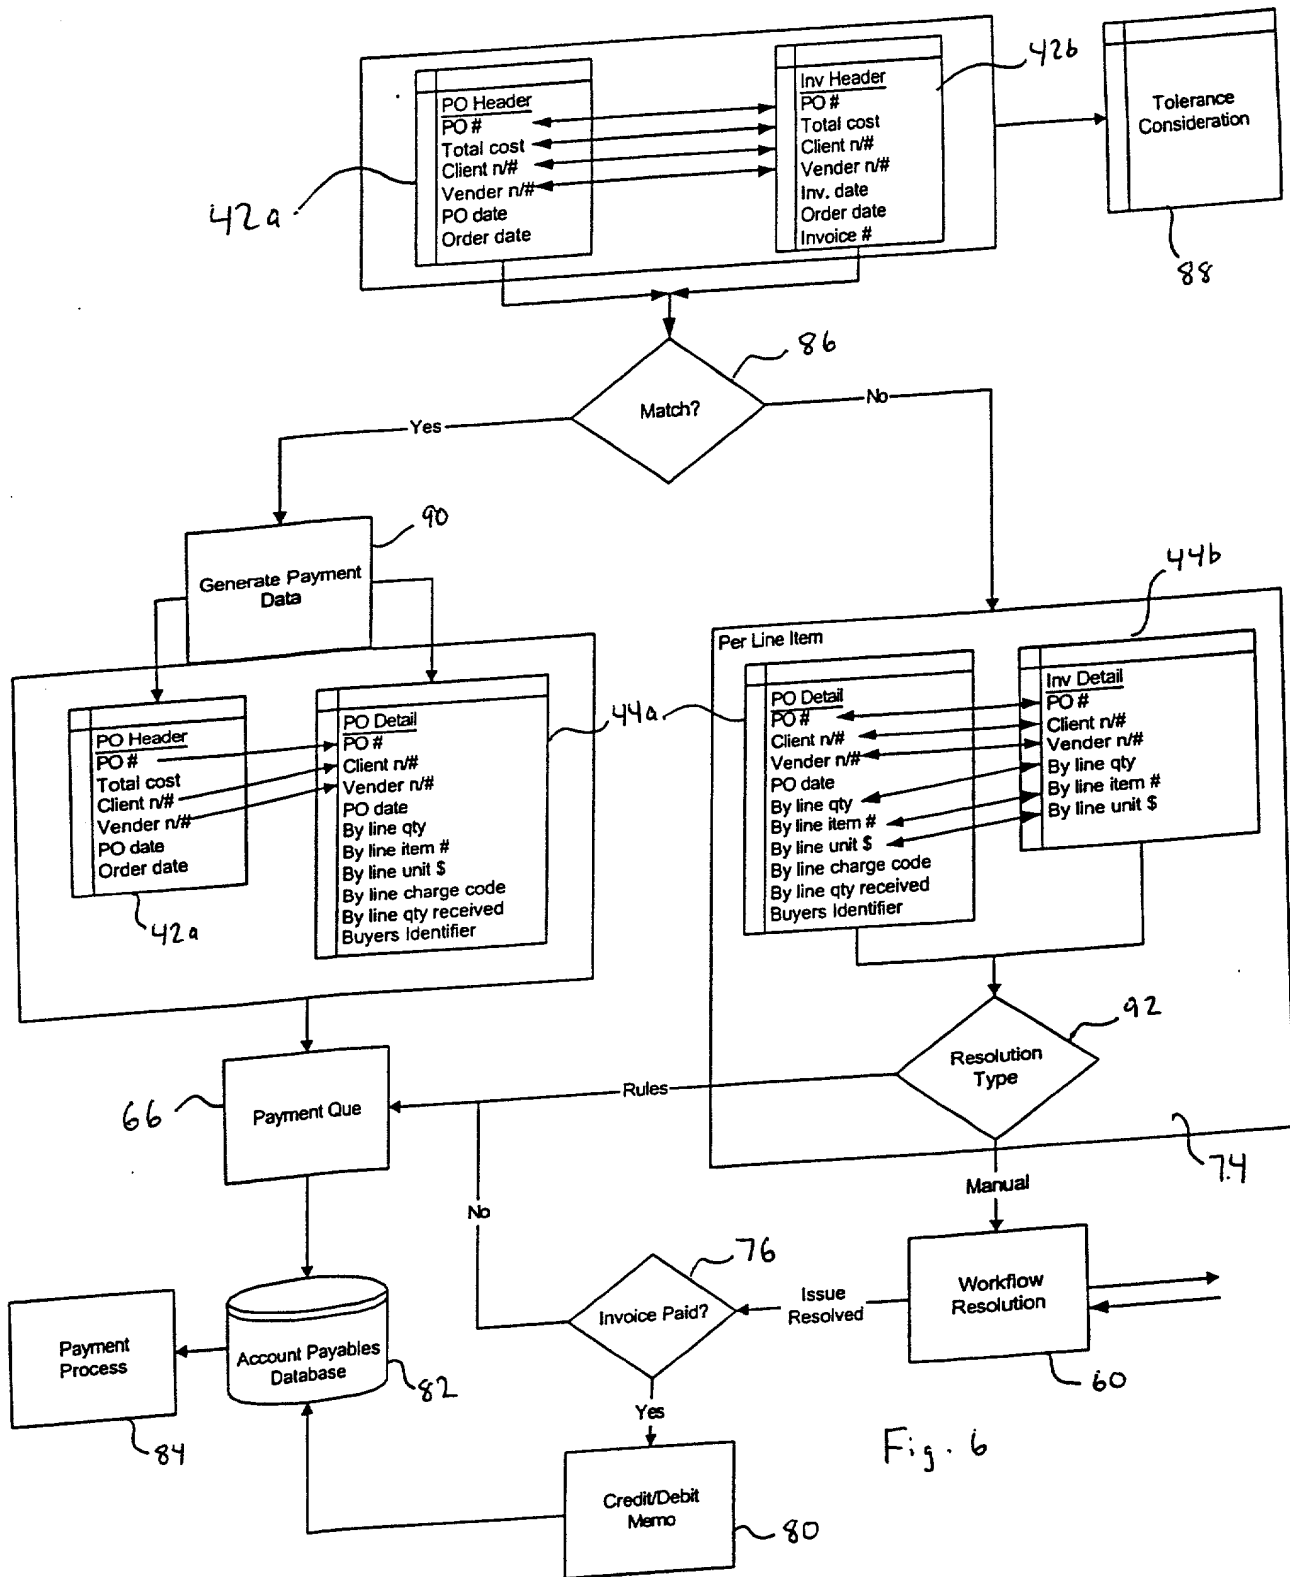 42a
PO Header
PO #
Total cost
Client n/#
Vender n/#
PO date
Order date
42b
Inv Header
PO #
Total cost
Client n/#
Vender n/#
Inv. date
Order date
Invoice #
Tolerance
Consideration
88
86
Match?
Yes
No
90
Generate Payment
Data
PO Header
PO #
Total cost
Client n/#
Vender n/#
PO date
Order date
42a
PO Detail
PO #
Client n/#
Vender n/#
PO date
By line qty
By line item #
By line unit $
By line charge code
By line qty received
Buyers Identifier
44a
44b
Per Line Item
PO Detail
PO #
Client n/#
Vender n/#
PO date
By line qty
By line item #
By line unit $
By line charge code
By line qty received
Buyers Identifier
Inv Detail
PO #
Client n/#
Vender n/#
By line qty
By line item #
By line unit $
92
Resolution
Type
74
Rules
Manual
66
Payment Que
No
76
Invoice Paid?
Issue
Resolved
Workflow
Resolution
60
Payment
Process
84
Account Payables
Database
82
Yes
Credit/Debit
Memo
80
Fig. 6